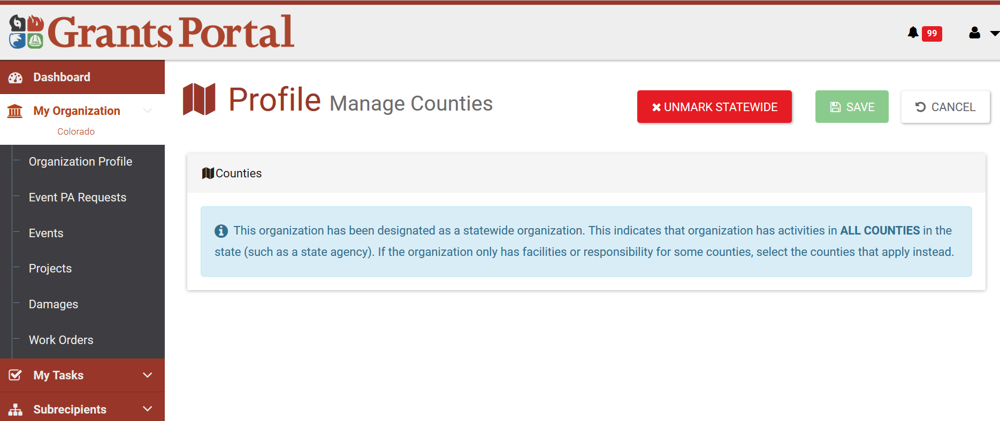 Grants Portal
FEMA
99
Dashboard
My Organization
Colorado
Organization Profile
Event PA Requests
Events
Projects
Damages
Work Orders
My Tasks
Subrecipients
Profile Manage Counties
UNMARK STATEWIDE
SAVE
CANCEL
Counties
This organization has been designated as a statewide organization. This indicates that organization has activities in ALL COUNTIES in the
state (such as a state agency). If the organization only has facilities or responsibility for some counties, select the counties that apply instead.